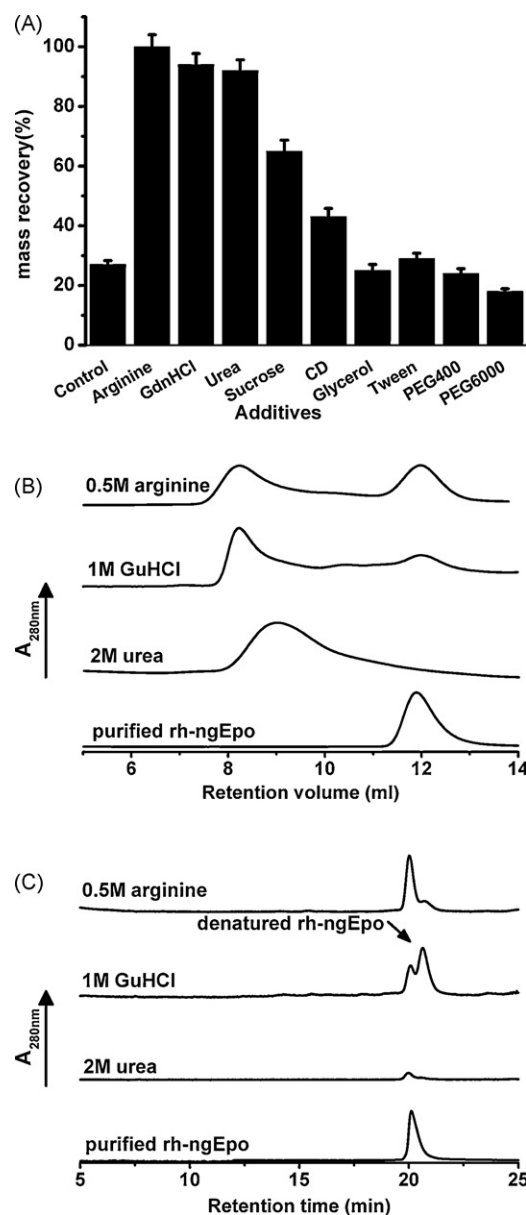 (A)
mass recovery(%)
100
80
60
40
20
0
Control
Arginine
GdnHCl
Urea
Sucrose
CD
Glycerol
Tween
PEG400
PEG6000
Additives
(B)
0.5M arginine
1M GuHCl
2M urea
purified rh-ngEpo
A280nm
6 8 10 12 14
Retention volume (ml)
(C)
0.5M arginine
denatured rh-ngEpo
1M GuHCl
2M urea
purified rh-ngEpo
A280nm
5 10 15 20 25
Retention time (min)